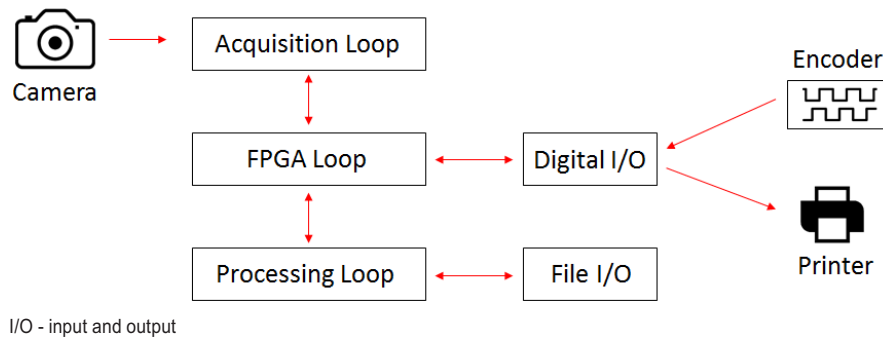 Camera
Acquisition Loop
Encoder
FPGA Loop
Digital I/O
Printer
Processing Loop
File I/O
I/O - input and output